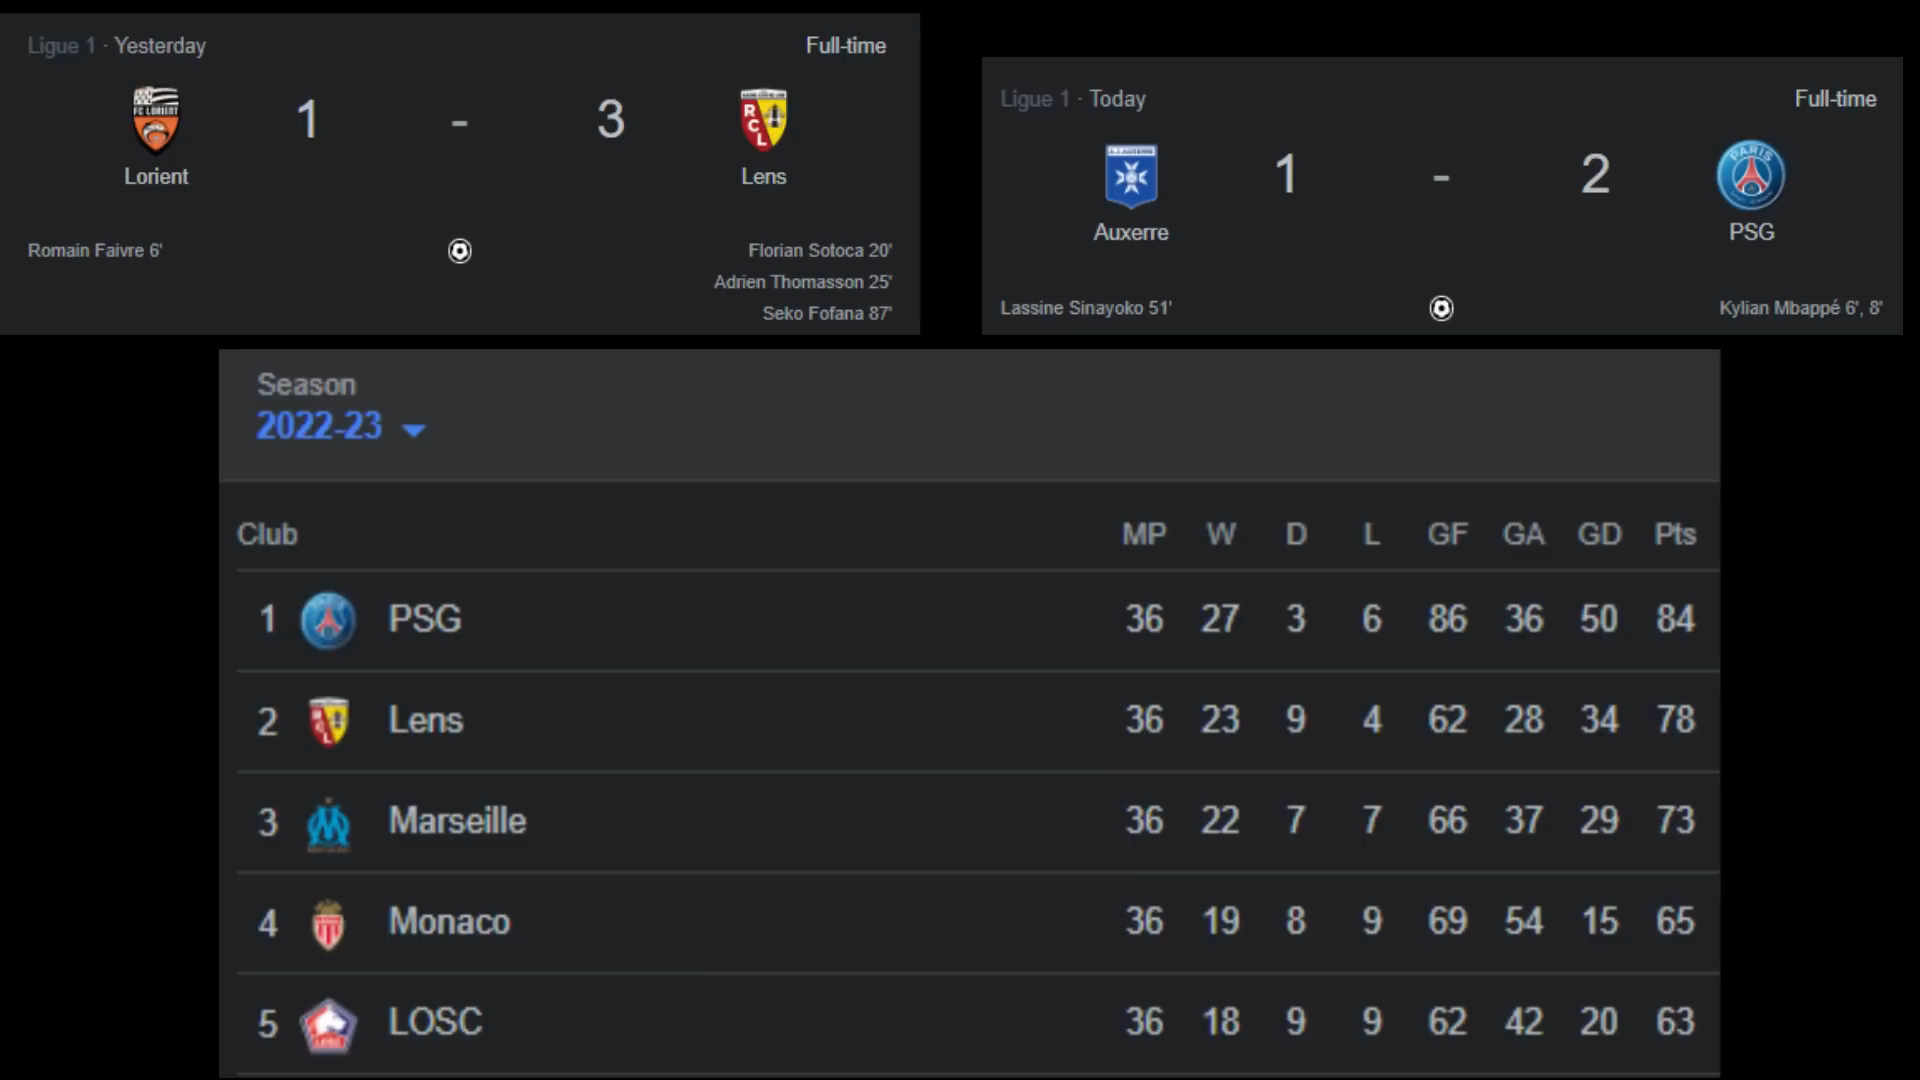 Ligue 1 · Yesterday Full-time
FC LORIENT
1 - 3
RCL
Lorient Lens
Romain Faivre 6' Florian Sotoca 20'
Adrien Thomasson 25'
Seko Fofana 87'
Ligue 1 · Today Full-time
A.J. AUXERRE
1 - 2
PARIS
Auxerre PSG
Lassine Sinayoko 51' Kylian Mbappé 6', 8'
Season
2022-23
Club MP W D L GF GA GD Pts
1 PSG 36 27 3 6 86 36 50 84
2 Lens 36 23 9 4 62 28 34 78
3 Marseille 36 22 7 7 66 37 29 73
4 Monaco 36 19 8 9 69 54 15 65
5 LOSC 36 18 9 9 62 42 20 63